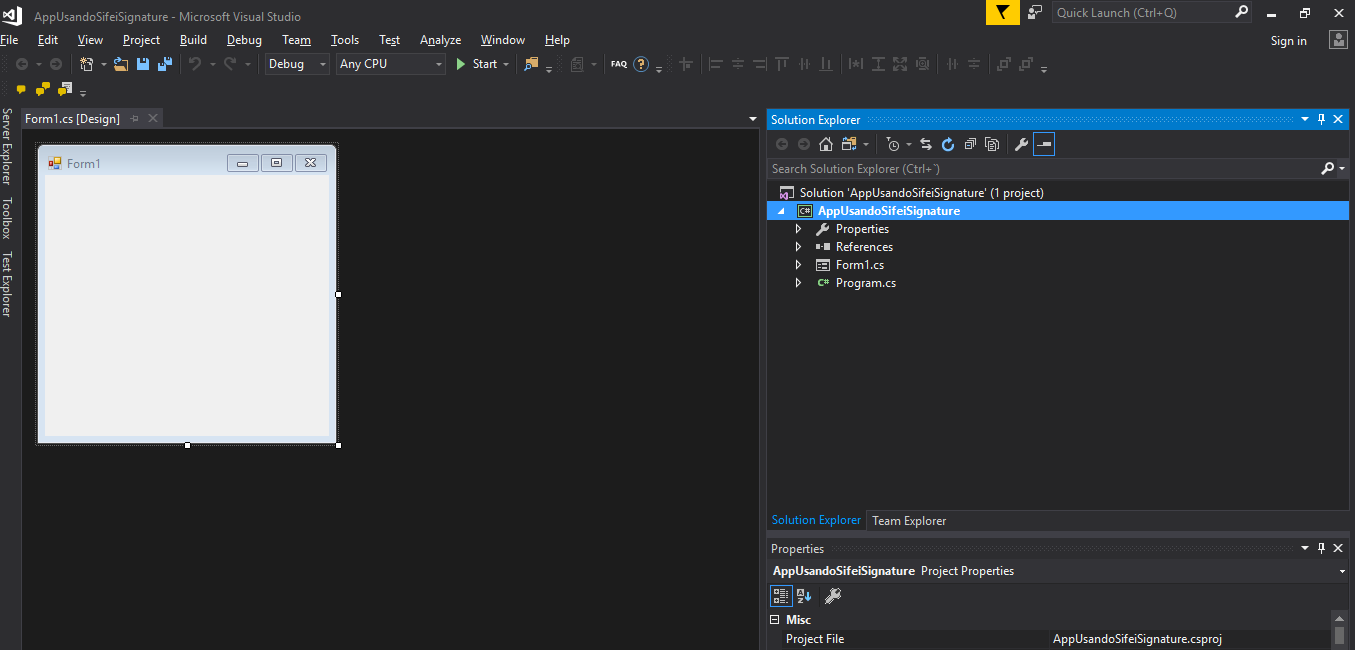 AppUsandoSifeiSignature - Microsoft Visual Studio
Quick Launch (Ctrl+Q)
File Edit View Project Build Debug Team Tools Test Analyze Window Help
Sign in
Debug Any CPU Start FAQ ?
Server Explorer
Toolbox
Test Explorer
Form1.cs [Design]
Form1
Solution Explorer
Search Solution Explorer (Ctrl+¨)
Solution 'AppUsandoSifeiSignature' (1 project)
C# AppUsandoSifeiSignature
Properties
References
Form1.cs
C# Program.cs
Solution Explorer Team Explorer
Properties
AppUsandoSifeiSignature Project Properties
Misc
Project File AppUsandoSifeiSignature.csproj